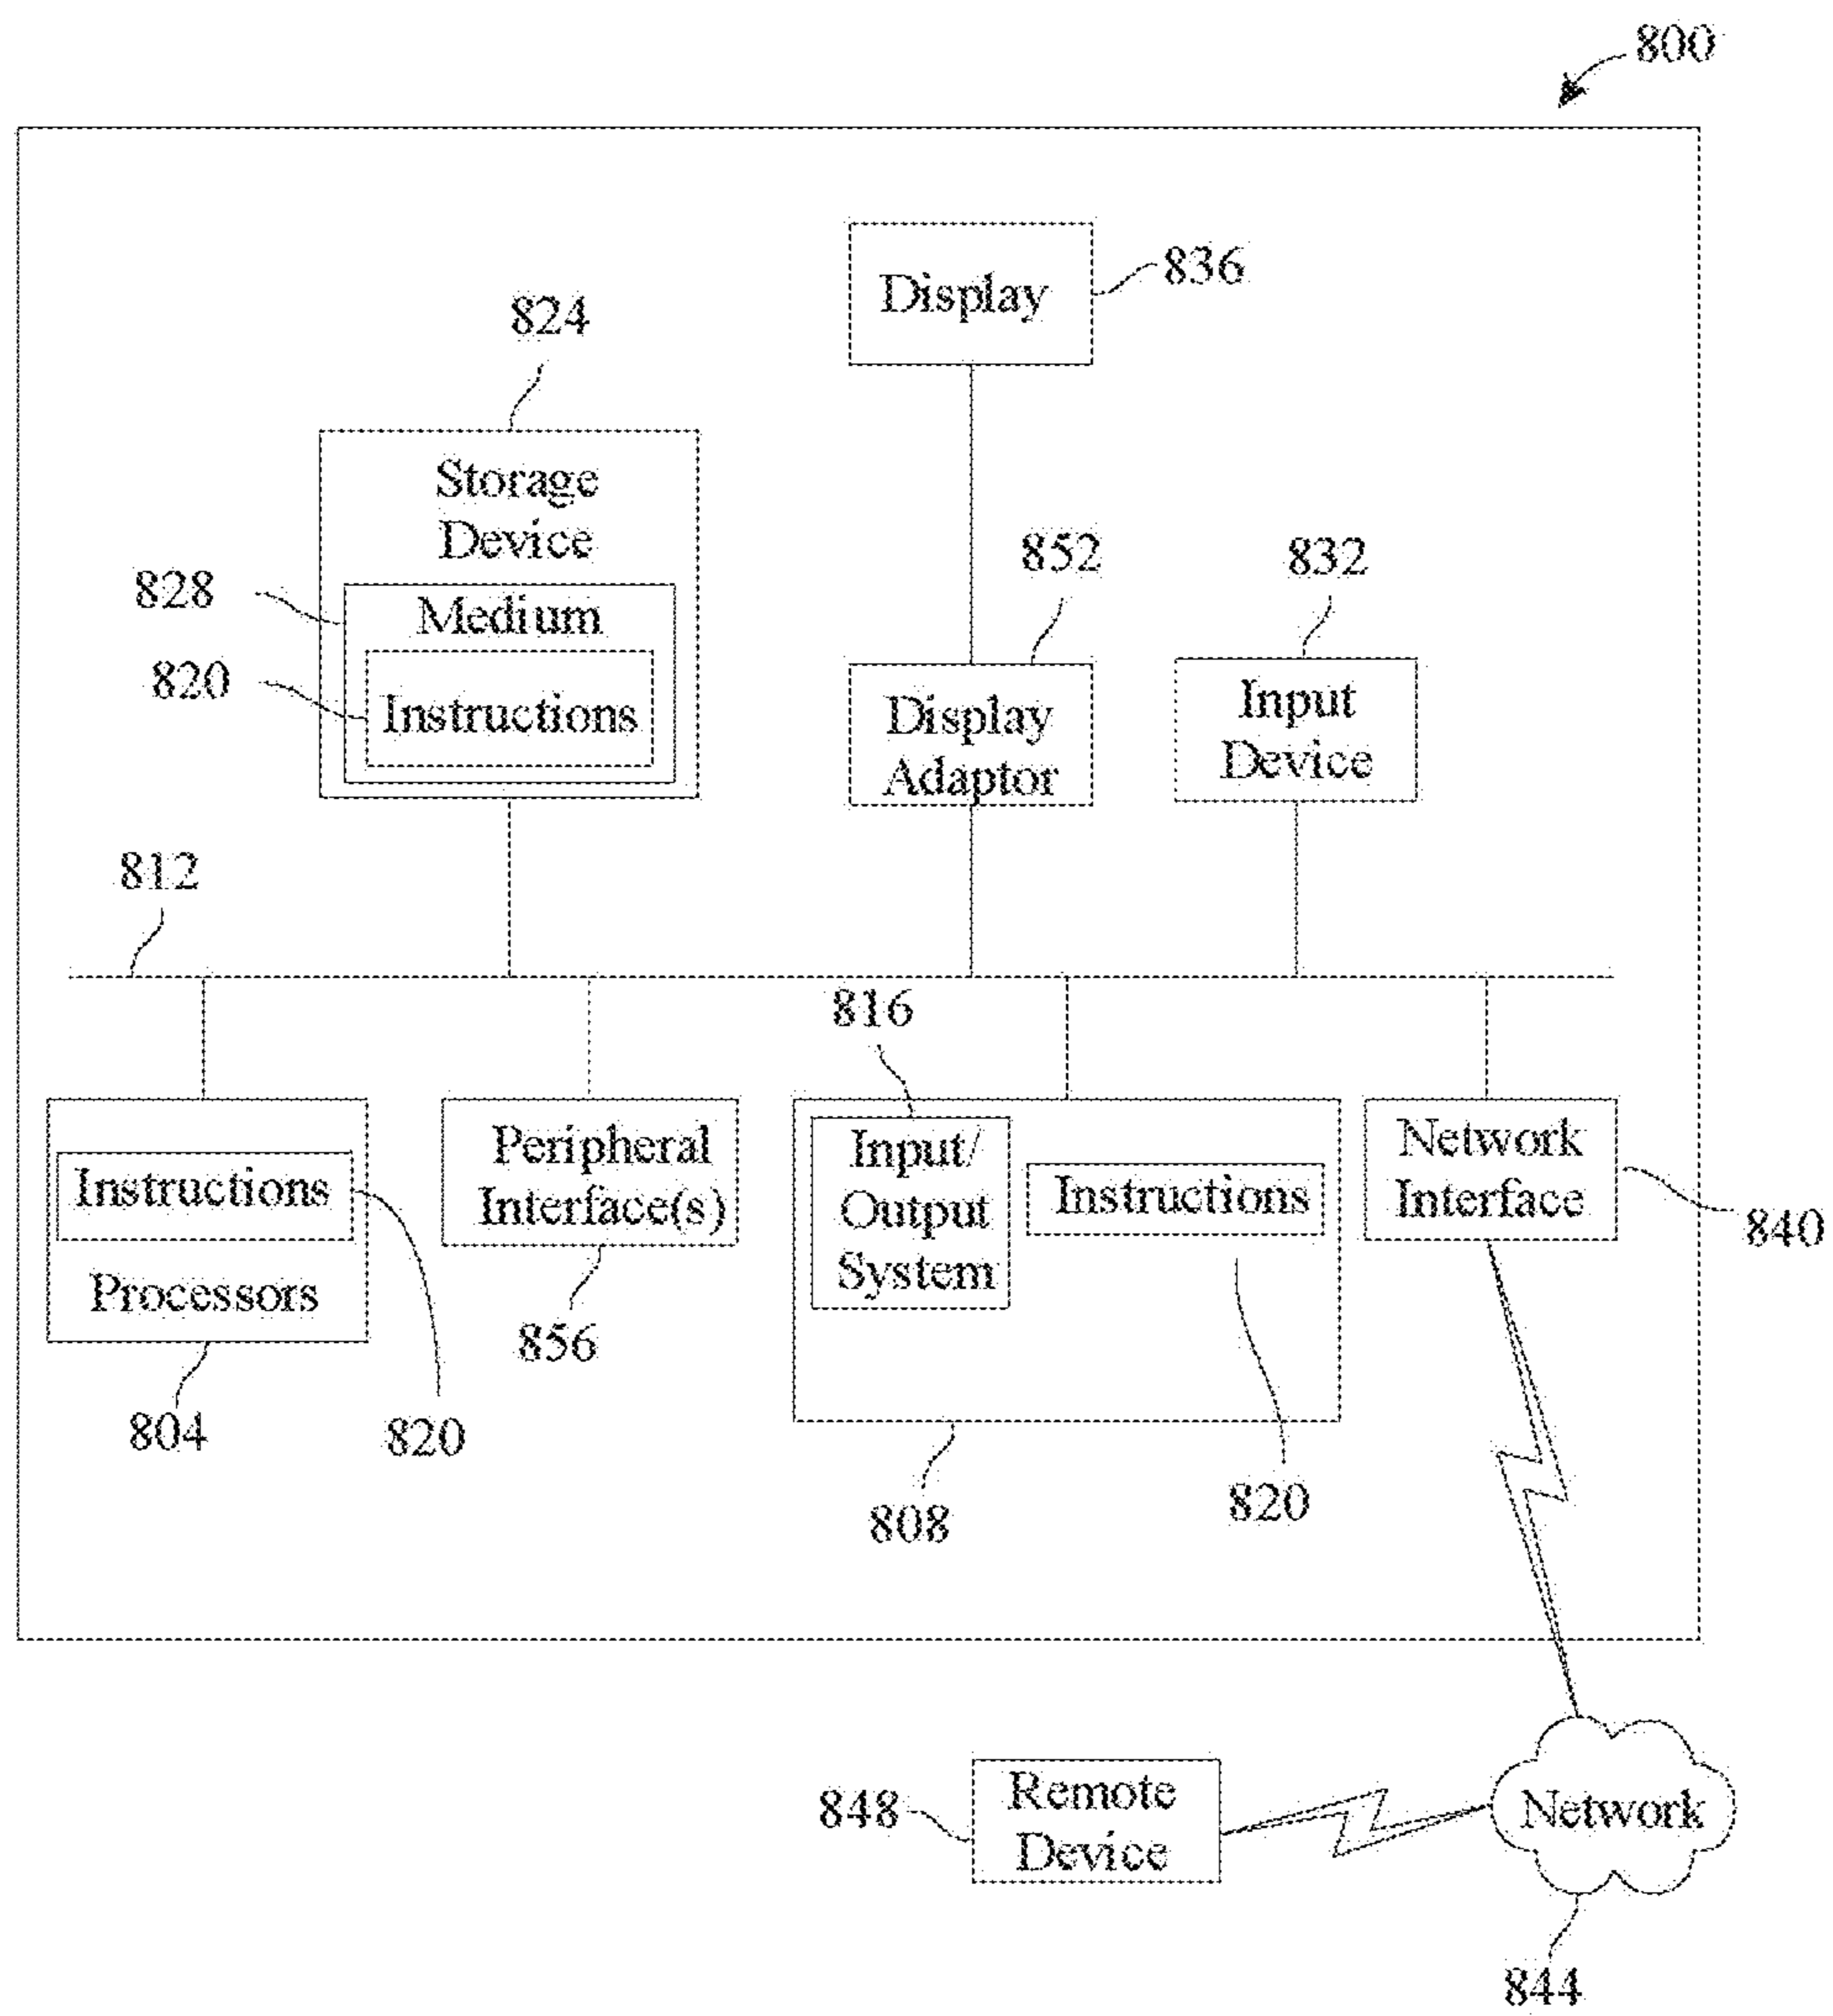 800
Display
836
824
Storage
Device
828
Medium
820
Instructions
852
Display
Adaptor
832
Input
Device
812
816
Instructions
Processors
804
820
Peripheral
Interface(s)
856
Input/
Output
System
Instructions
808
820
Network
Interface
840
848
Remote
Device
Network
844